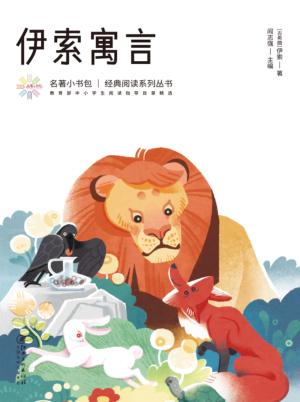 伊索寓言
[古希腊] 伊索 — 著
闫志强 — 主编
名著小书包 | 经典阅读系列丛书
教育部中小学生阅读指导目录精选